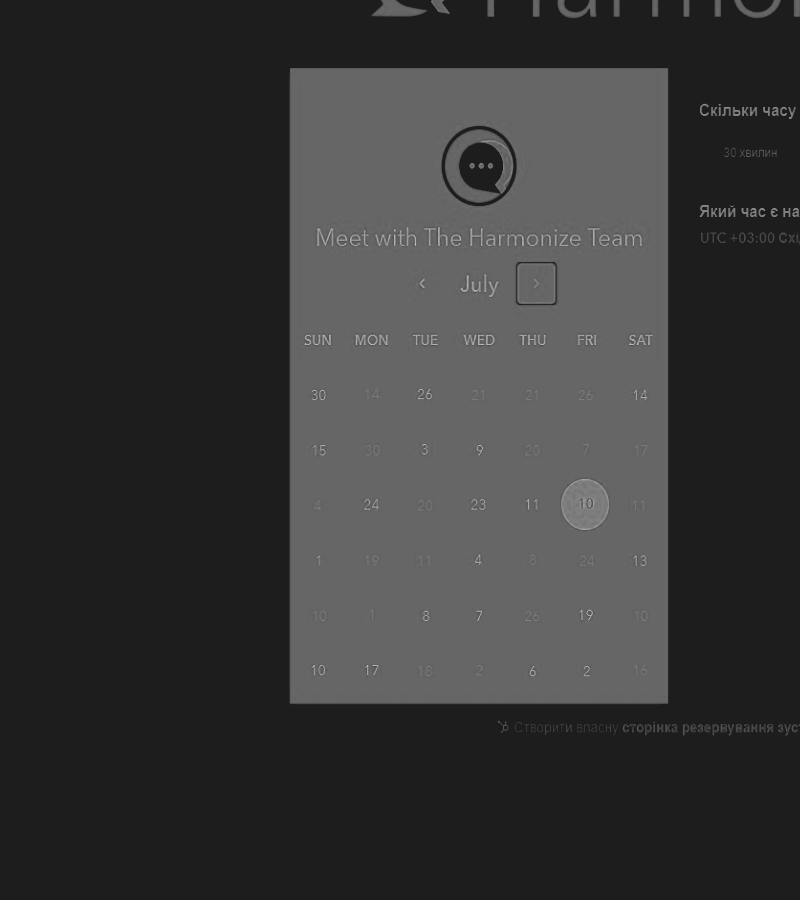 Harmon
Meet with The Harmonize Team
July
SUN MON TUE WED THU FRI SAT
30 14 26 21 21 26 14
15 30 3 9 20 7 17
4 24 20 23 11 10 11
1 19 11 4 8 24 13
10 1 8 7 26 19 10
10 17 18 2 6 2 16
Скільки часу
30 хвилин
Який час є на
UTC +03:00 Схі
Створити власну сторінка резервування зуст